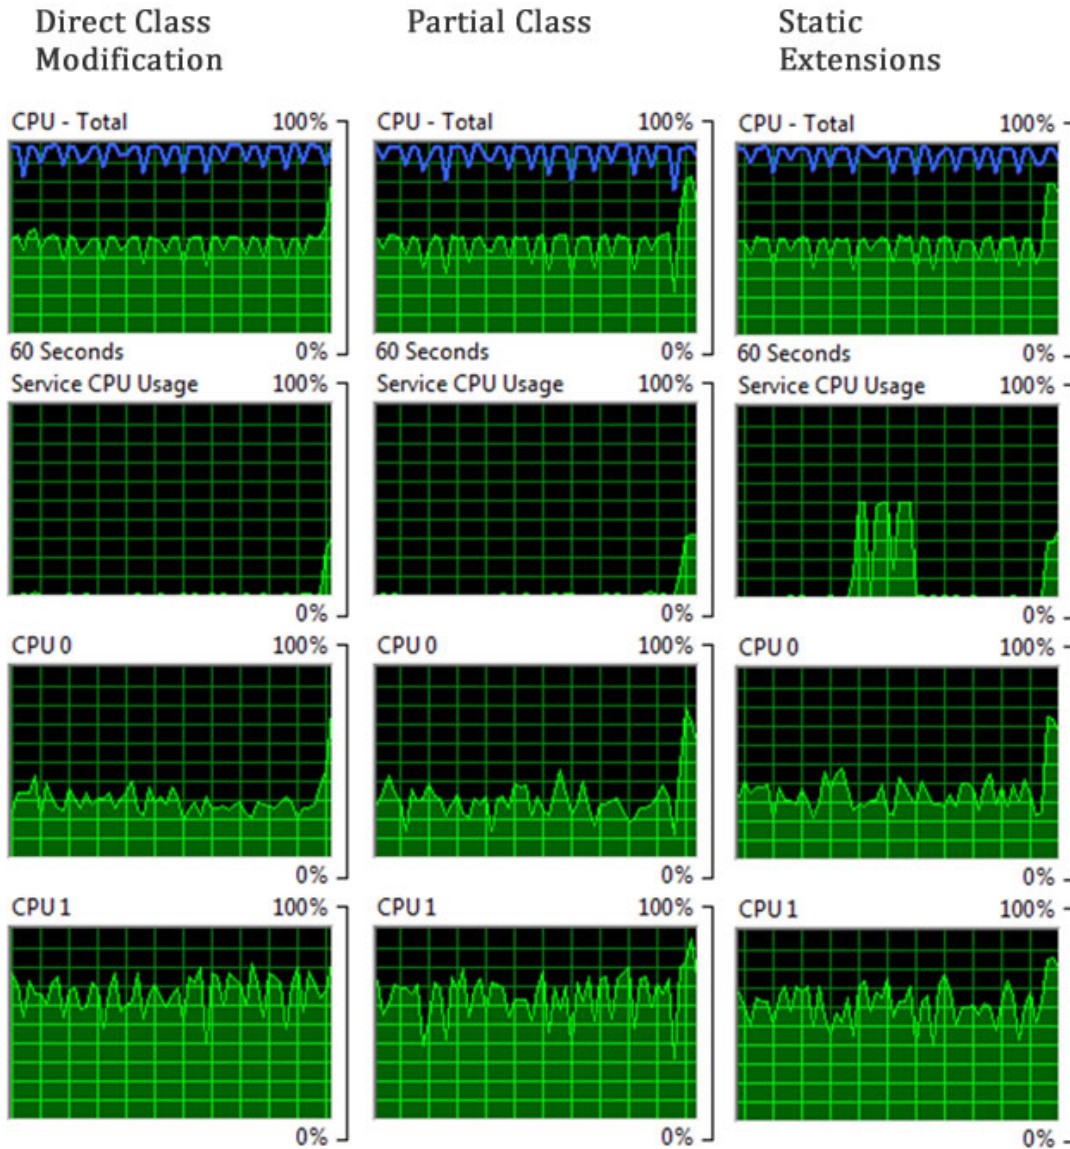 Direct Class
Modification
Partial Class
Static
Extensions
CPU - Total 100%
60 Seconds 0%
Service CPU Usage 100%
0%
CPU 0 100%
0%
CPU 1 100%
0%
CPU - Total 100%
60 Seconds 0%
Service CPU Usage 100%
0%
CPU 0 100%
0%
CPU 1 100%
0%
CPU - Total 100%
60 Seconds 0%
Service CPU Usage 100%
0%
CPU 0 100%
0%
CPU 1 100%
0%